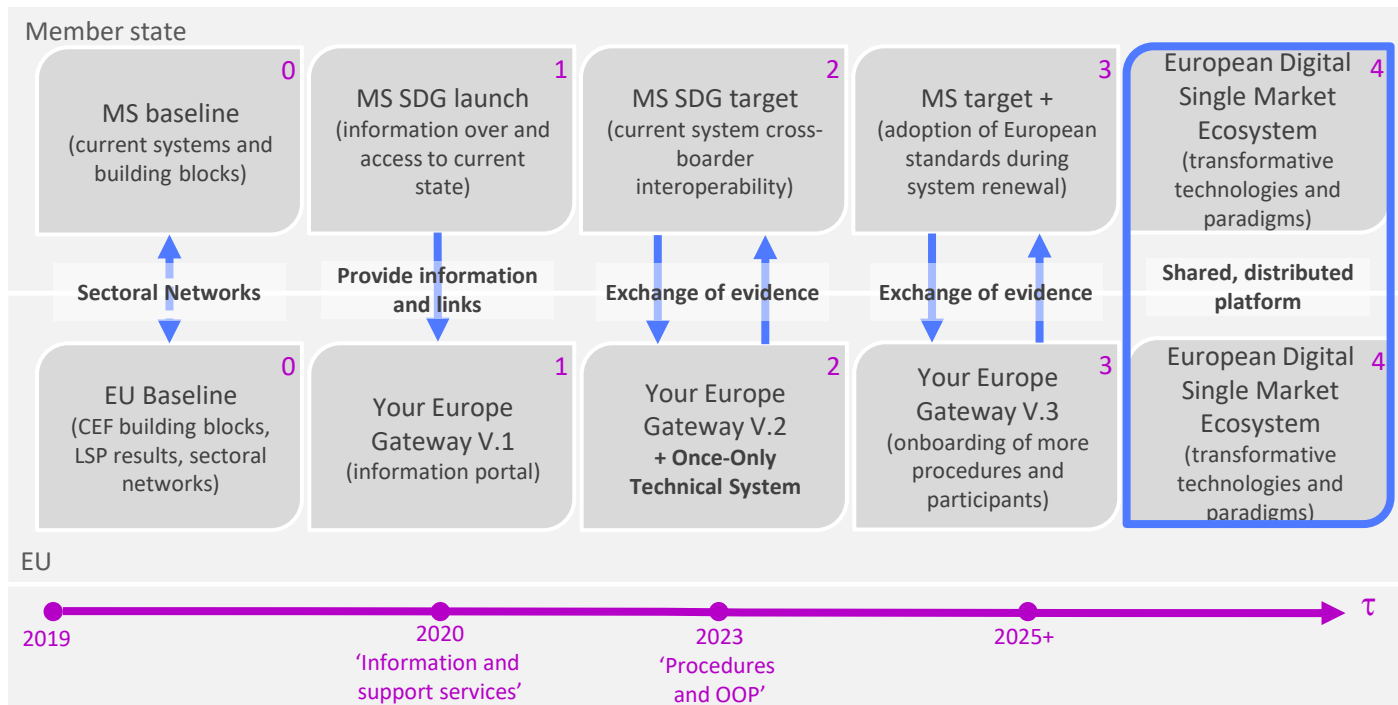 Member state
0
MS baseline
(current systems and
building blocks)
1
MS SDG launch
(information over and
access to current
state)
2
MS SDG target
(current system cross-
boarder
interoperability)
3
MS target +
(adoption of European
standards during
system renewal)
4
European Digital
Single Market
Ecosystem
(transformative
technologies and
paradigms)
Sectoral Networks
Provide information
and links
Exchange of evidence
Exchange of evidence
Shared, distributed
platform
0
EU Baseline
(CEF building blocks,
LSP results, sectoral
networks)
1
Your Europe
Gateway V.1
(information portal)
2
Your Europe
Gateway V.2
+ Once-Only
Technical System
3
Your Europe
Gateway V.3
(onboarding of more
procedures and
participants)
4
European Digital
Single Market
Ecosystem
(transformative
technologies and
paradigms)
EU
τ
2019
2020
‘Information and
support services’
2023
‘Procedures
and OOP’
2025+